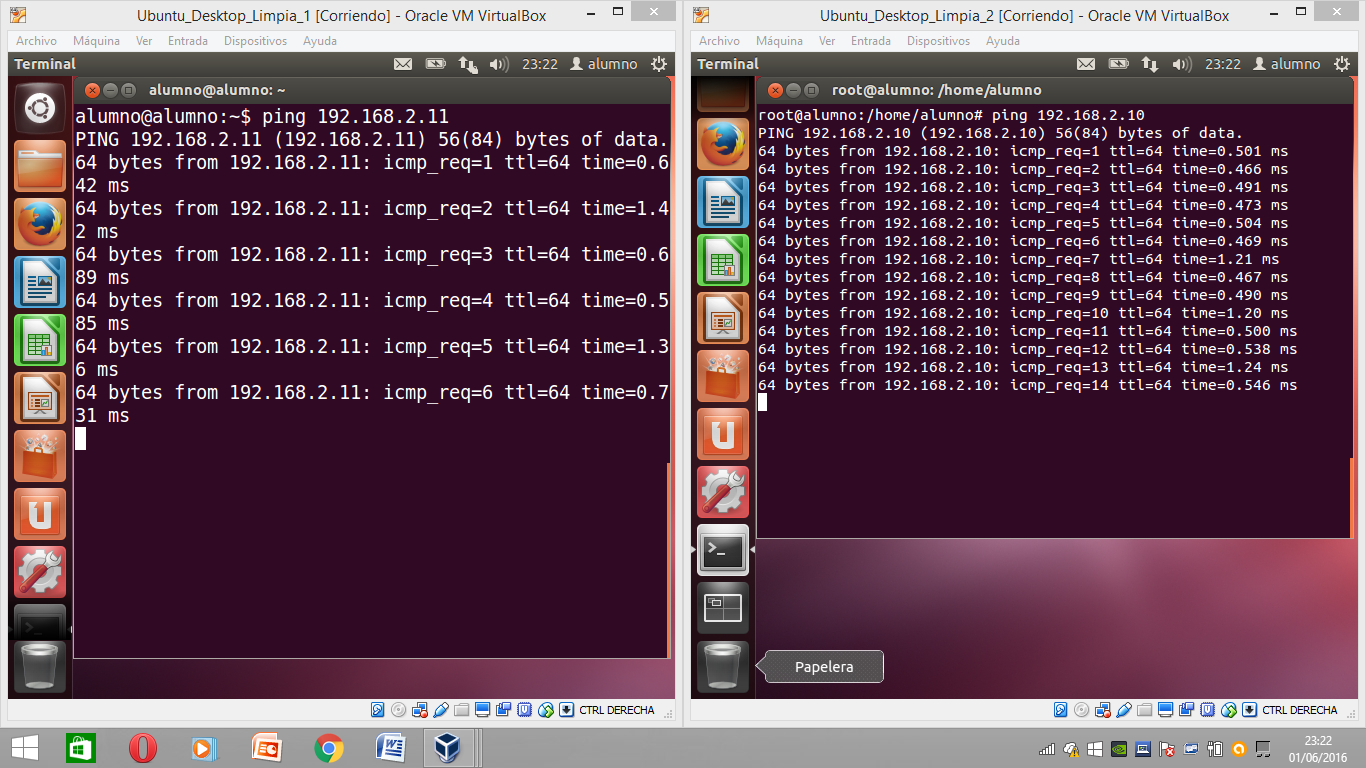 Ubuntu_Desktop_Limpia_1 [Corriendo] - Oracle VM VirtualBox
Archivo Máquina Ver Entrada Dispositivos Ayuda
Terminal 23:22 alumno
alumno@alumno: ~
alumno@alumno:~$ ping 192.168.2.11
PING 192.168.2.11 (192.168.2.11) 56(84) bytes of data.
64 bytes from 192.168.2.11: icmp_req=1 ttl=64 time=0.6
42 ms
64 bytes from 192.168.2.11: icmp_req=2 ttl=64 time=1.4
2 ms
64 bytes from 192.168.2.11: icmp_req=3 ttl=64 time=0.6
89 ms
64 bytes from 192.168.2.11: icmp_req=4 ttl=64 time=0.5
85 ms
64 bytes from 192.168.2.11: icmp_req=5 ttl=64 time=1.3
6 ms
64 bytes from 192.168.2.11: icmp_req=6 ttl=64 time=0.7
31 ms
CTRL DERECHA
Ubuntu_Desktop_Limpia_2 [Corriendo] - Oracle VM VirtualBox
Archivo Máquina Ver Entrada Dispositivos Ayuda
Terminal 23:22 alumno
root@alumno: /home/alumno
root@alumno:/home/alumno# ping 192.168.2.10
PING 192.168.2.10 (192.168.2.10) 56(84) bytes of data.
64 bytes from 192.168.2.10: icmp_req=1 ttl=64 time=0.501 ms
64 bytes from 192.168.2.10: icmp_req=2 ttl=64 time=0.466 ms
64 bytes from 192.168.2.10: icmp_req=3 ttl=64 time=0.491 ms
64 bytes from 192.168.2.10: icmp_req=4 ttl=64 time=0.473 ms
64 bytes from 192.168.2.10: icmp_req=5 ttl=64 time=0.504 ms
64 bytes from 192.168.2.10: icmp_req=6 ttl=64 time=0.469 ms
64 bytes from 192.168.2.10: icmp_req=7 ttl=64 time=1.21 ms
64 bytes from 192.168.2.10: icmp_req=8 ttl=64 time=0.467 ms
64 bytes from 192.168.2.10: icmp_req=9 ttl=64 time=0.490 ms
64 bytes from 192.168.2.10: icmp_req=10 ttl=64 time=1.20 ms
64 bytes from 192.168.2.10: icmp_req=11 ttl=64 time=0.500 ms
64 bytes from 192.168.2.10: icmp_req=12 ttl=64 time=0.538 ms
64 bytes from 192.168.2.10: icmp_req=13 ttl=64 time=1.24 ms
64 bytes from 192.168.2.10: icmp_req=14 ttl=64 time=0.546 ms
Papelera
CTRL DERECHA
23:22
01/06/2016